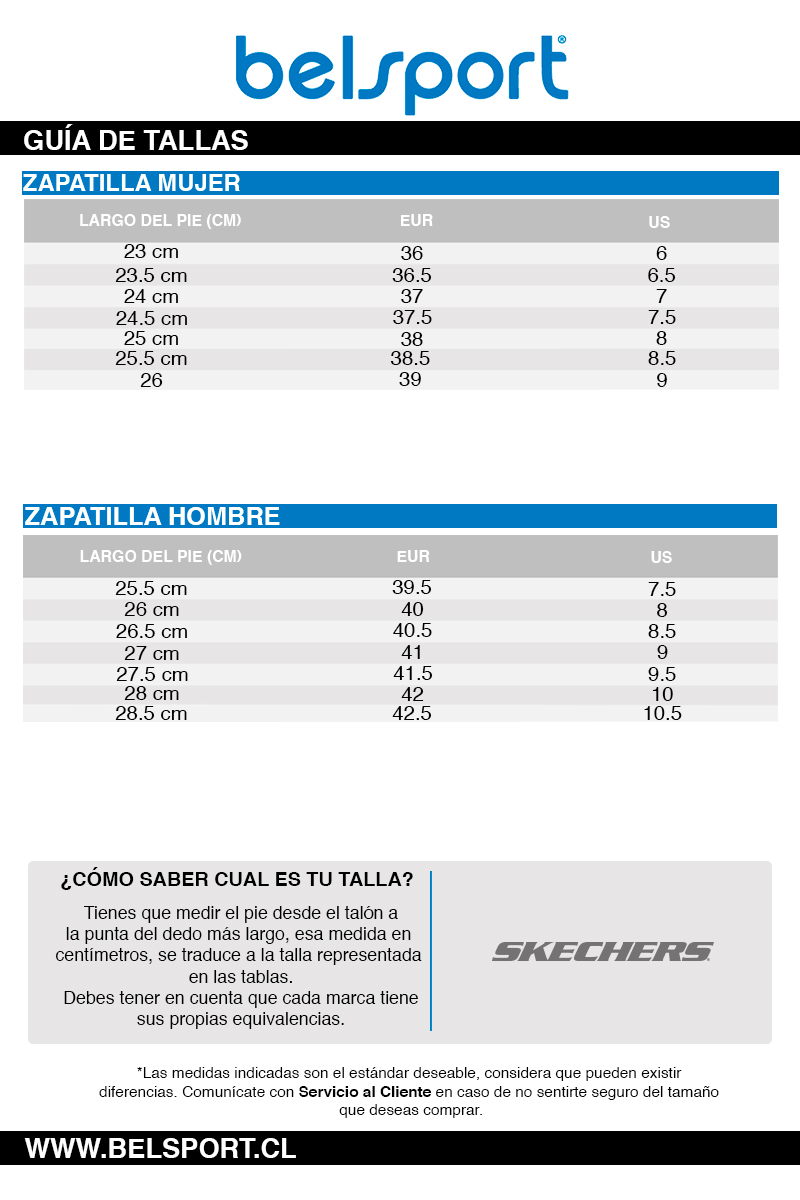 belsport®
GUÍA DE TALLAS
ZAPATILLA MUJER
LARGO DEL PIE (CM) EUR US
23 cm 36 6
23.5 cm 36.5 6.5
24 cm 37 7
24.5 cm 37.5 7.5
25 cm 38 8
25.5 cm 38.5 8.5
26 39 9
ZAPATILLA HOMBRE
LARGO DEL PIE (CM) EUR US
25.5 cm 39.5 7.5
26 cm 40 8
26.5 cm 40.5 8.5
27 cm 41 9
27.5 cm 41.5 9.5
28 cm 42 10
28.5 cm 42.5 10.5
¿CÓMO SABER CUAL ES TU TALLA?
Tienes que medir el pie desde el talón a
la punta del dedo más largo, esa medida en
centímetros, se traduce a la talla representada
en las tablas.
Debes tener en cuenta que cada marca tiene
sus propias equivalencias.
SKECHERS
*Las medidas indicadas son el estándar deseable, considera que pueden existir
diferencias. Comunícate con Servicio al Cliente en caso de no sentirte seguro del tamaño
que deseas comprar.
WWW.BELSPORT.CL